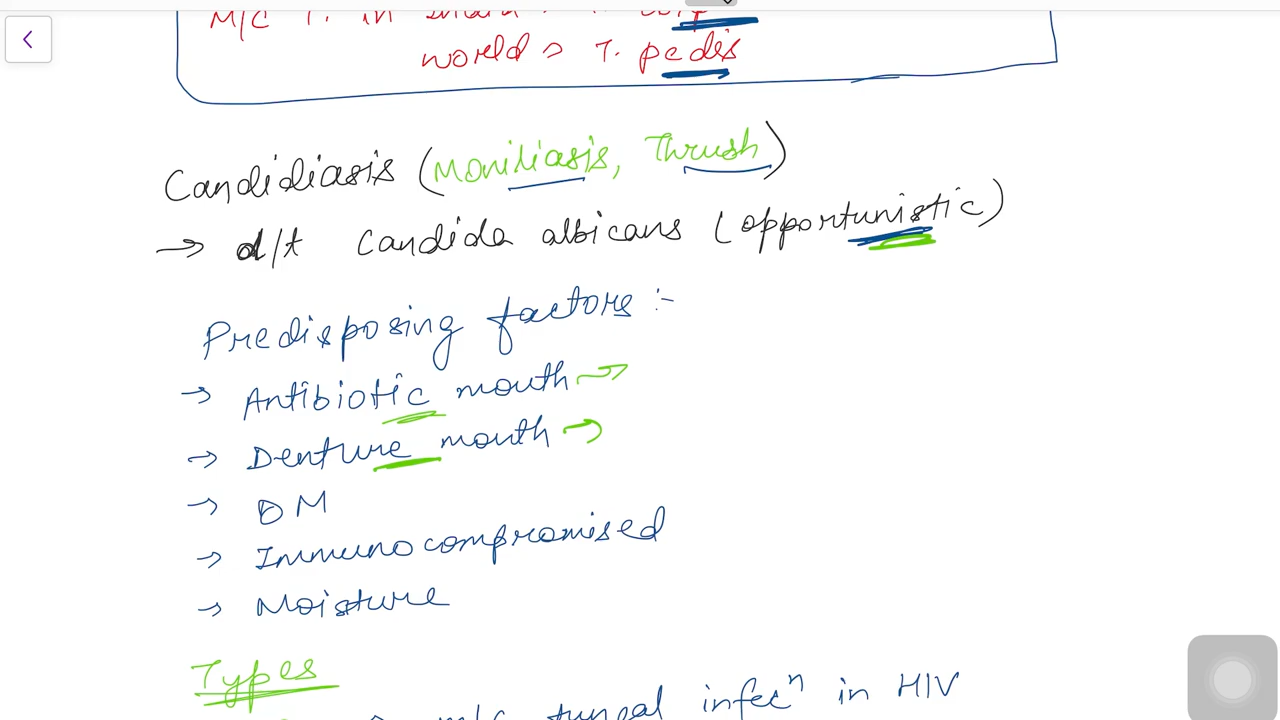 M/C T. in
world > T. pedis
Candidiasis (Moniliasis, Thrush)
→ d/t Candida albicans (opportunistic)
Predisposing factors :-
→ Antibiotic mouth →
→ Denture mouth →
→ DM
→ Immunocompromised
→ Moisture
Types
m/c fungal infecⁿ in HIV